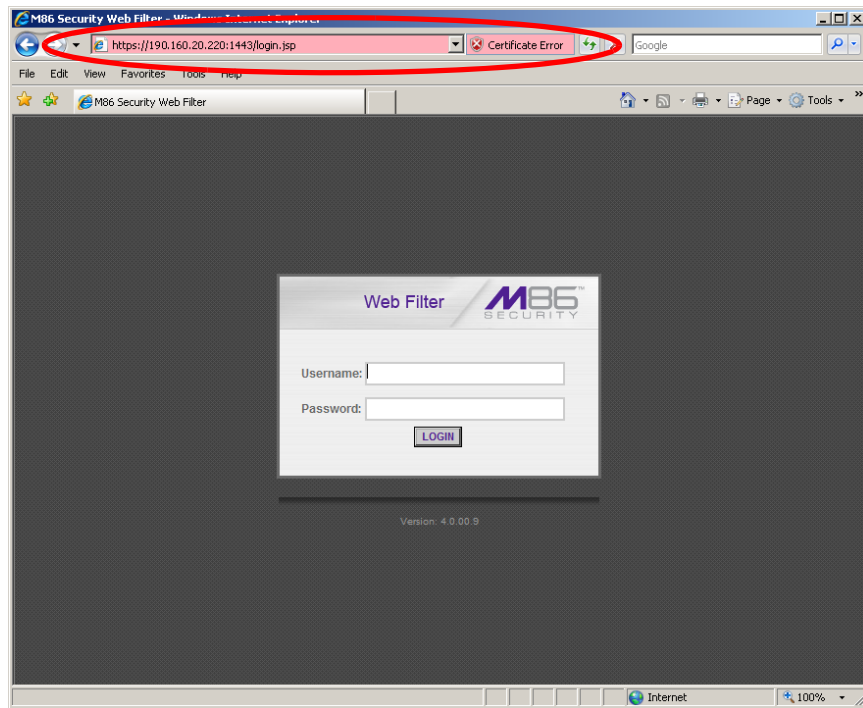 M86 Security Web Filter - Windows Internet Explorer
https://190.160.20.220:1443/login.jsp
Certificate Error
Google
File Edit View Favorites Tools Help
M86 Security Web Filter
Page
Tools
»
Web Filter
M86™
SECURITY
Username:
Password:
LOGIN
Version: 4.0.00.9
Internet
100%